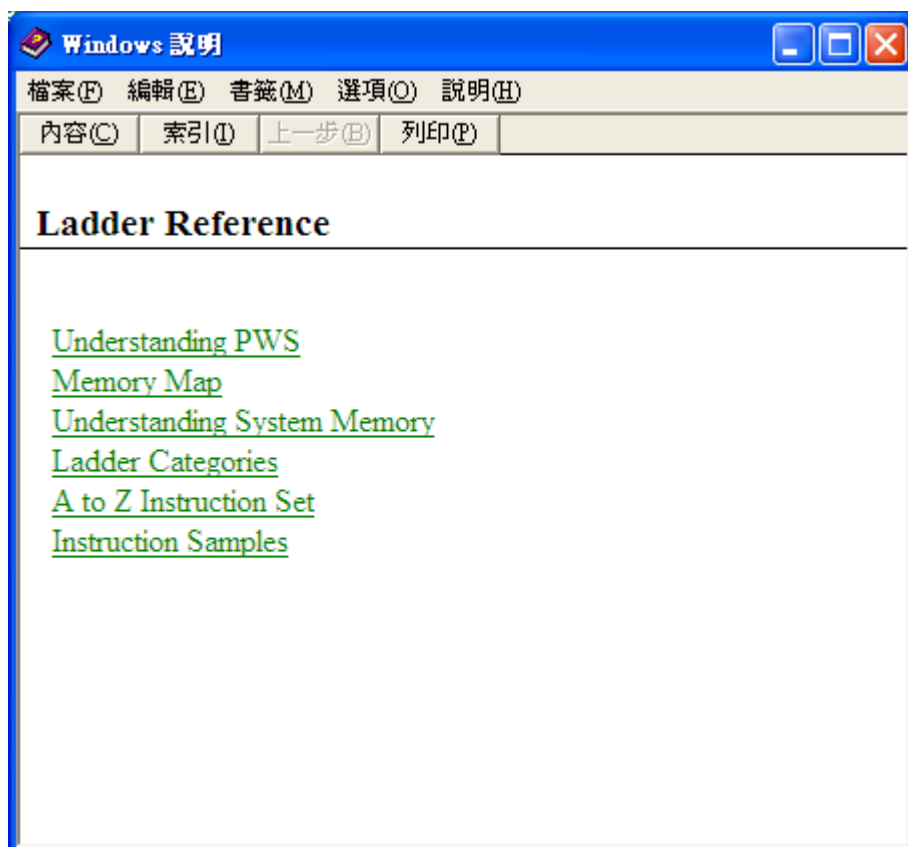 Windows 說明
檔案(F) 編輯(E) 書籤(M) 選項(O) 說明(H)
內容(C) 索引(I) 上一步(B) 列印(P)
Ladder Reference
Understanding PWS
Memory Map
Understanding System Memory
Ladder Categories
A to Z Instruction Set
Instruction Samples